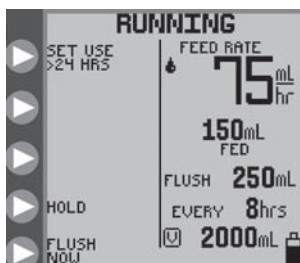 RUNNING
SET USE
>24 HRS
FEED RATE
75 mL
hr
150mL
FED
FLUSH 250mL
HOLD
EVERY 8hrs
FLUSH
NOW
V 2000mL